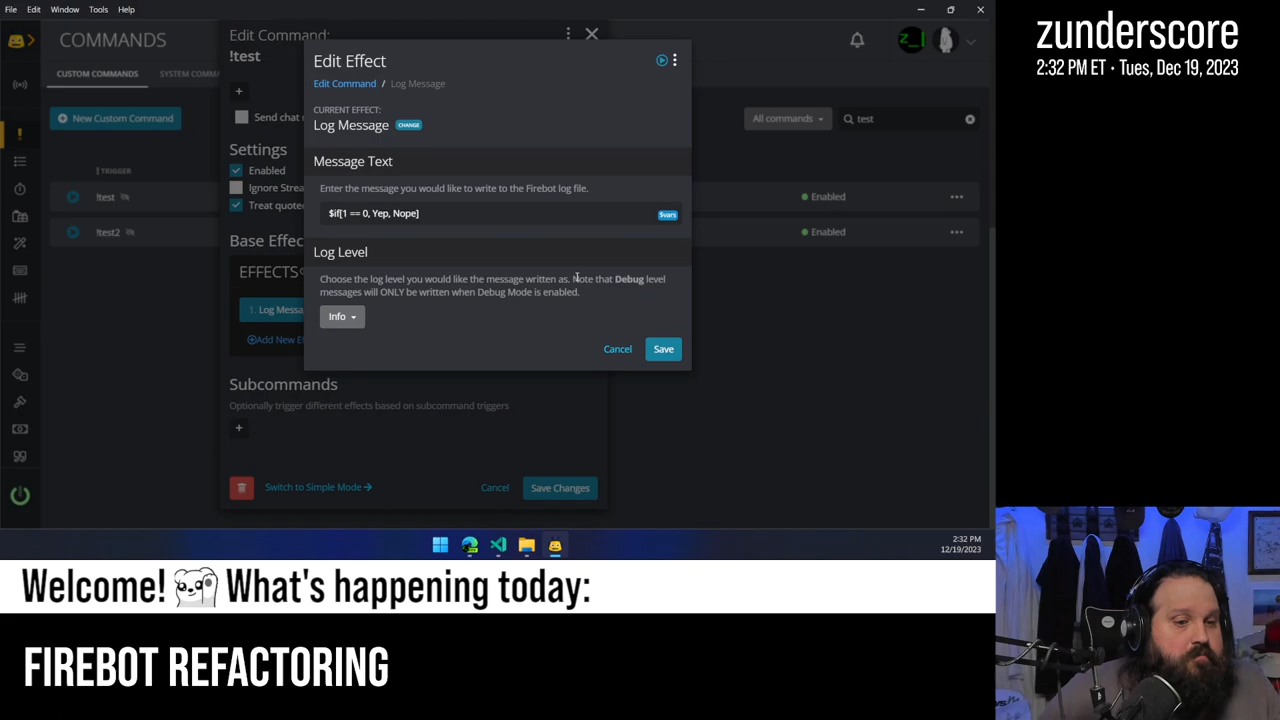 File Edit Window Tools Help
zunderscore
2:32 PM ET · Tues, Dec 19, 2023
COMMANDS
CUSTOM COMMANDS
SYSTEM COMMA
New Custom Command
All commands
test
TRIGGER
!test
Enabled
!test2
Enabled
Edit Command:
!test
Send chat
Settings
Enabled
Ignore Strea
Treat quote
Base Effec
EFFECTS
1. Log Messa
Add New Ef
Subcommands
Optionally trigger different effects based on subcommand triggers
Switch to Simple Mode
Cancel
Save Changes
Edit Effect
Edit Command / Log Message
CURRENT EFFECT:
Log Message CHANGE
Message Text
Enter the message you would like to write to the Firebot log file.
$if[1 == 0, Yep, Nope]
$vars
Log Level
Choose the log level you would like the message written as. Note that Debug level
messages will ONLY be written when Debug Mode is enabled.
Info
Cancel
Save
2:32 PM
12/19/2023
Welcome! What's happening today:
FIREBOT REFACTORING